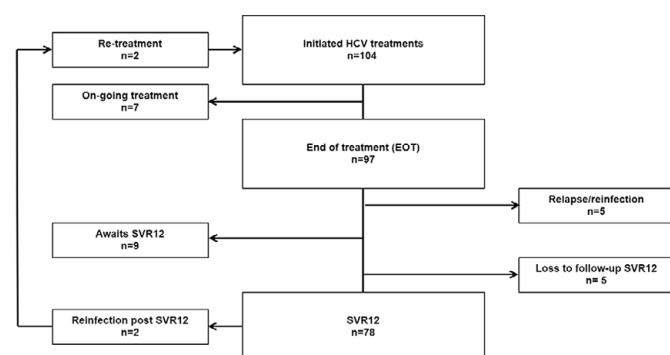 Re-treatment
n=2
Initiated HCV treatments
n=104
On-going treatment
n=7
End of treatment (EOT)
n=97
Relapse/reinfection
n=5
Awaits SVR12
n=9
Loss to follow-up SVR12
n= 5
Reinfection post SVR12
n=2
SVR12
n=78